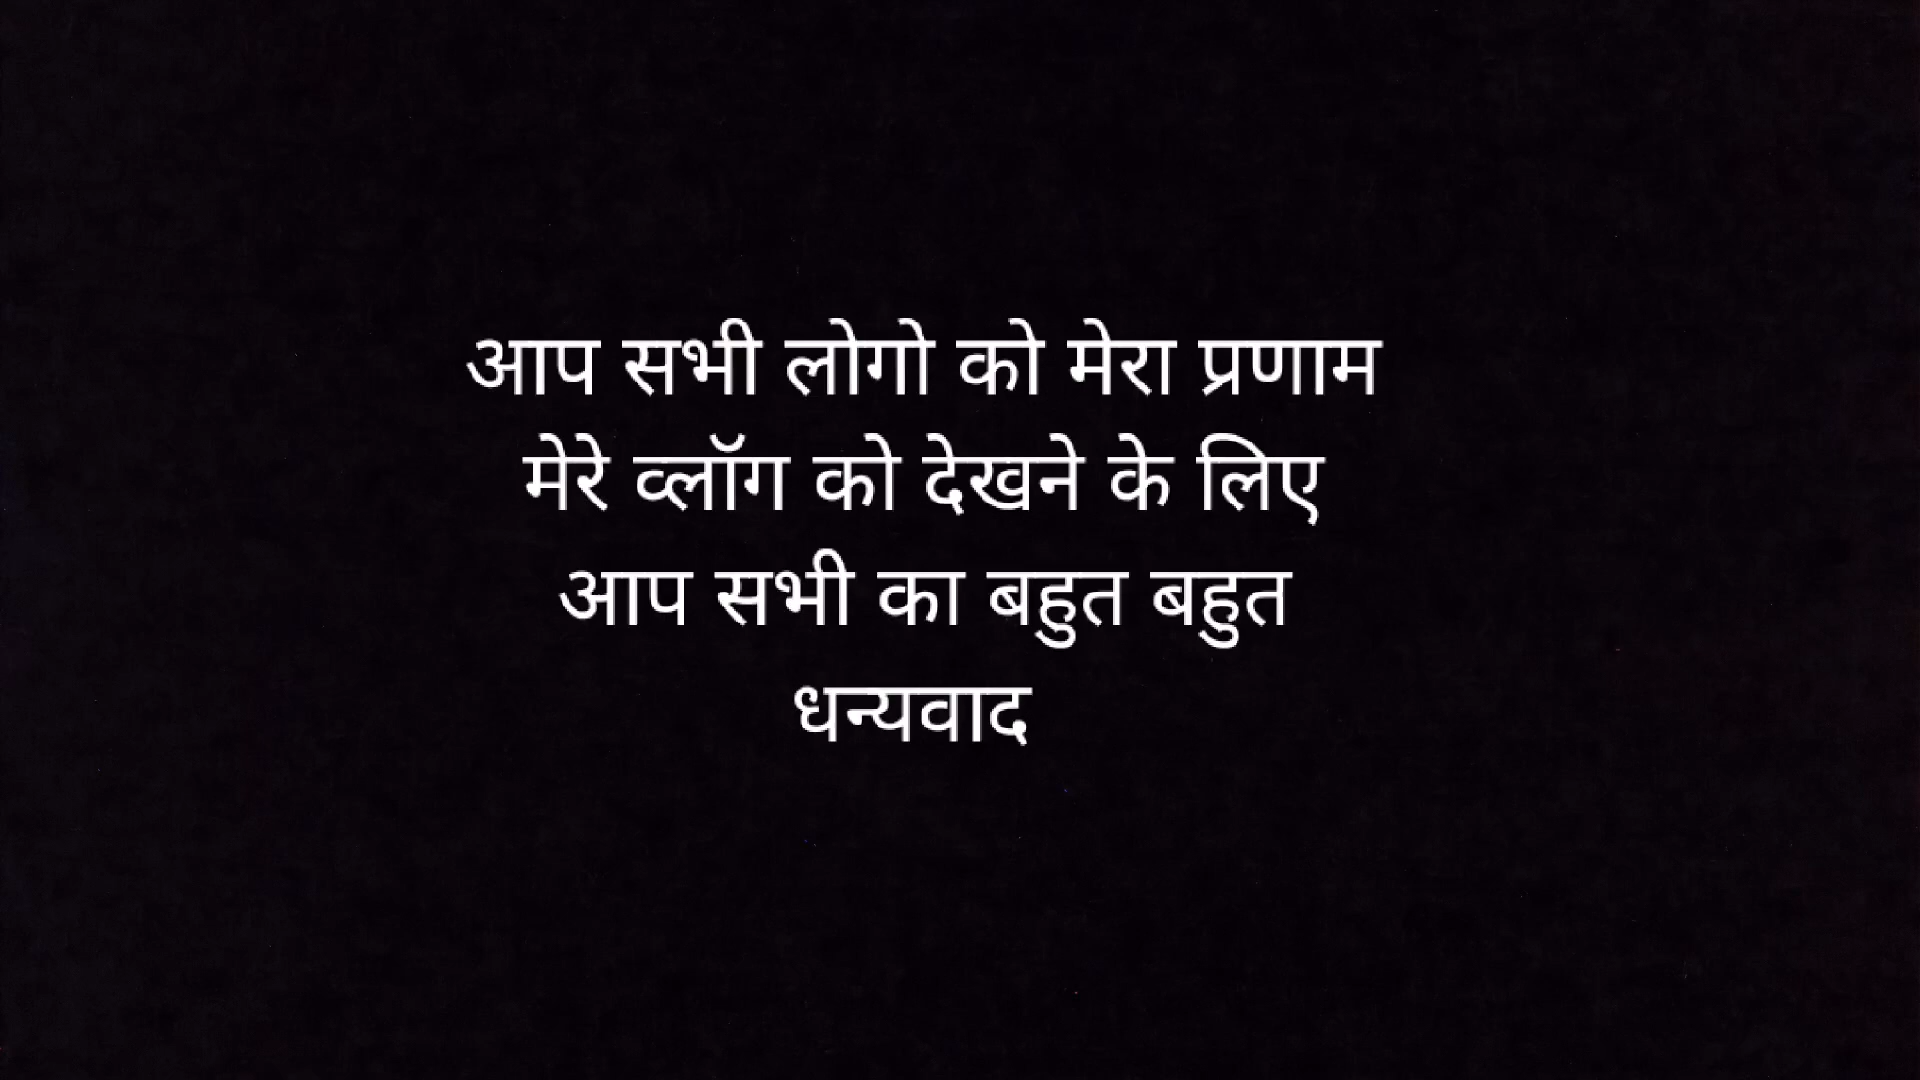 आप सभी लोगो को मेरा प्रणाम
मेरे व्लॉग को देखने के लिए
आप सभी का बहुत बहुत
धन्यवाद